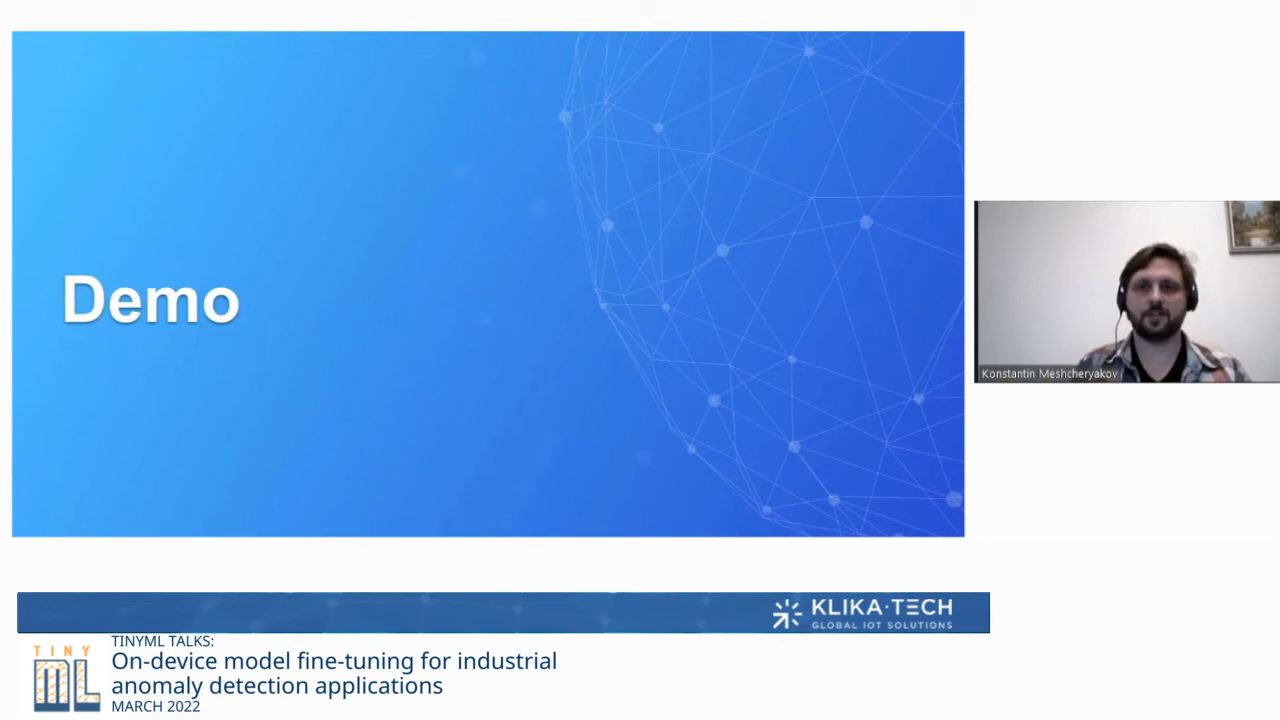 Demo
Konstantin Meshcheryakov
KLIKA·TECH
GLOBAL IOT SOLUTIONS
TINY
ML
TINYML TALKS:
On-device model fine-tuning for industrial
anomaly detection applications
MARCH 2022